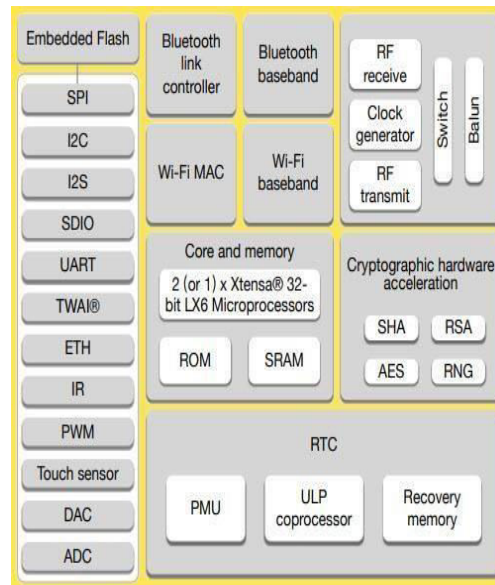 Embedded Flash
SPI
I2C
I2S
SDIO
UART
TWAI®
ETH
IR
PWM
Touch sensor
DAC
ADC
Bluetooth
link
controller
Bluetooth
baseband
Wi-Fi MAC
Wi-Fi
baseband
RF
receive
Clock
generator
RF
transmit
Switch
Balun
Core and memory
2 (or 1) x Xtensa® 32-
bit LX6 Microprocessors
ROM
SRAM
Cryptographic hardware
acceleration
SHA
RSA
AES
RNG
RTC
PMU
ULP
coprocessor
Recovery
memory